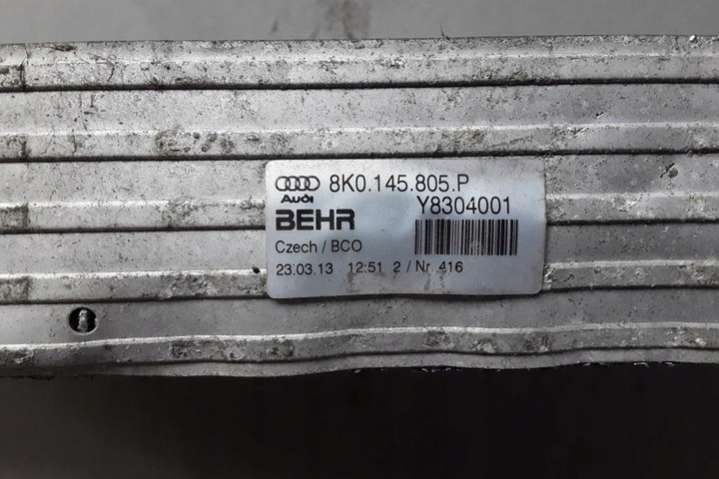 8K0.145.805.P
Audi
Y8304001
BEHR
Czech / BCO
23.03.13 12:51 2 / Nr. 416